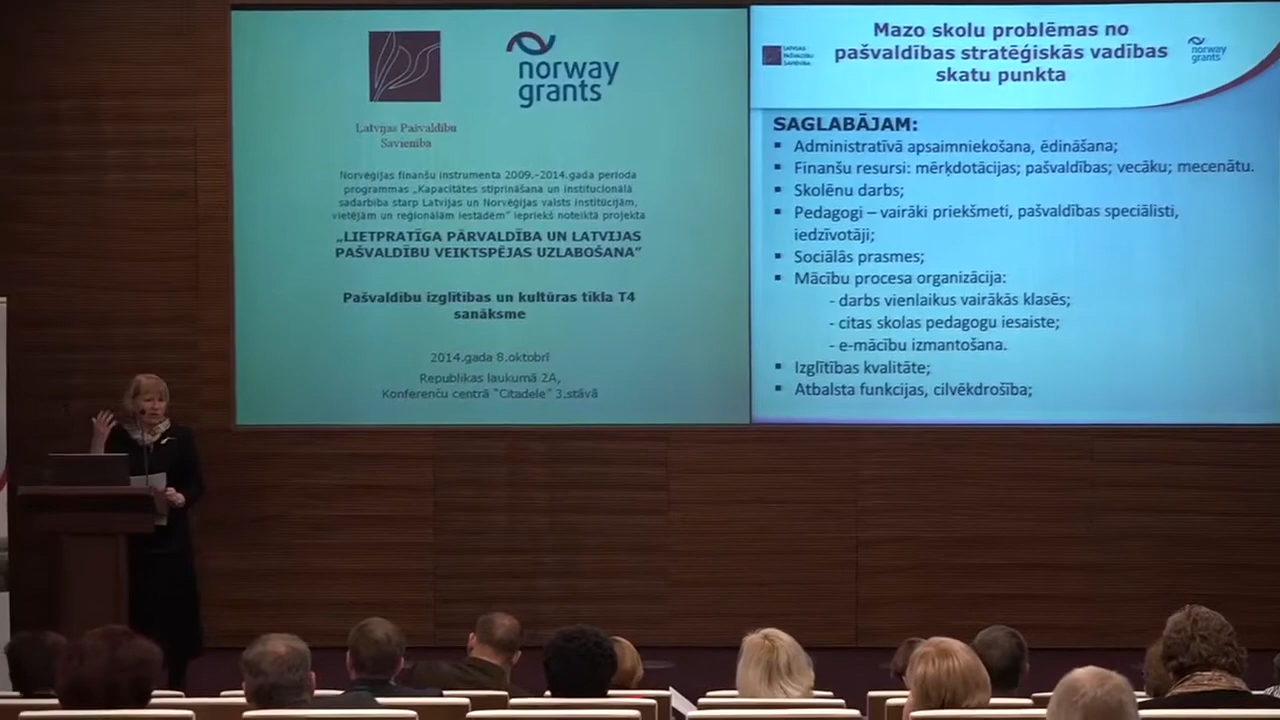 norway
grants
Latvijas Pašvaldību
Savienība
Norvēģijas finanšu instrumenta 2009.-2014.gada perioda
programmas „Kapacitātes stiprināšana un institucionālā
sadarbība starp Latvijas un Norvēģijas valsts institūcijām,
vietējām un reģionālām iestādēm” iepriekš noteiktā projekta
„LIETPRATĪGA PĀRVALDĪBA UN LATVIJAS
PAŠVALDĪBU VEIKTSPĒJAS UZLABOŠANA”
Pašvaldību izglītības un kultūras tīkla T4
sanāksme
2014.gada 8.oktobrī
Republikas laukumā 2A,
Konferenču centrā “Citadele” 3.stāvā
Mazo skolu problēmas no
pašvaldības stratēģiskās vadības
skatu punkta
LATVIJAS
PAŠVALDĪBU
SAVIENĪBA
norway
grants
SAGLABĀJAM:
▪ Administratīvā apsaimniekošana, ēdināšana;
▪ Finanšu resursi: mērķdotācijas; pašvaldības; vecāku; mecenātu.
▪ Skolēnu darbs;
▪ Pedagogi – vairāki priekšmeti, pašvaldības speciālisti,
iedzīvotāji;
▪ Sociālās prasmes;
▪ Mācību procesa organizācija:
- darbs vienlaikus vairākās klasēs;
- citas skolas pedagogu iesaiste;
- e-mācību izmantošana.
▪ Izglītības kvalitāte;
▪ Atbalsta funkcijas, cilvēkdrošība;